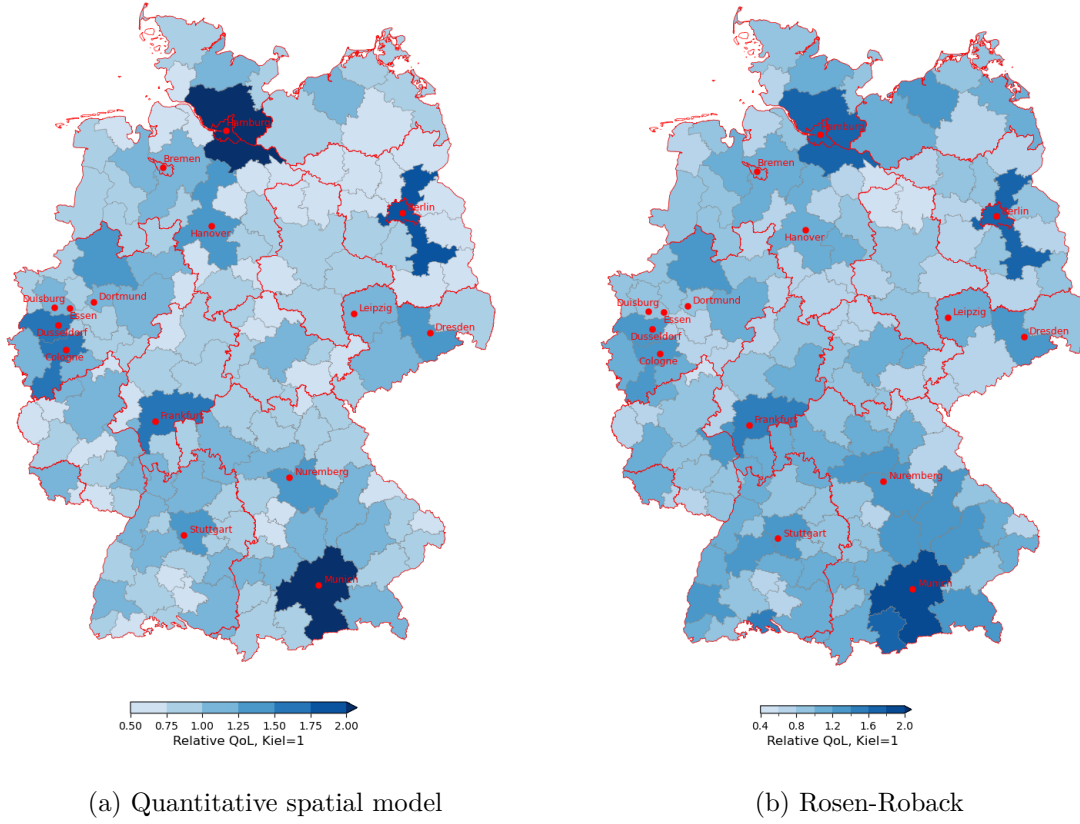 Hamburg
Bremen
Hanover
Berlin
Duisburg
Dortmund
Essen
Düsseldorf
Cologne
Leipzig
Dresden
Frankfurt
Nuremberg
Stuttgart
Munich
0.50 0.75 1.00 1.25 1.50 1.75 2.00
Relative QoL, Kiel=1
(a) Quantitative spatial model
Hamburg
Bremen
Hanover
Berlin
Duisburg
Dortmund
Essen
Düsseldorf
Cologne
Leipzig
Dresden
Frankfurt
Nuremberg
Stuttgart
Munich
0.4 0.8 1.2 1.6 2.0
Relative QoL, Kiel=1
(b) Rosen-Roback